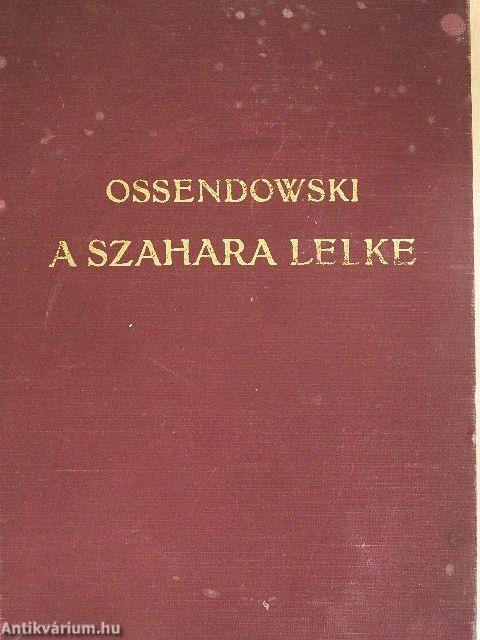 OSSENDOWSKI
A SZAHARA LELKE
Antikvárium.hu